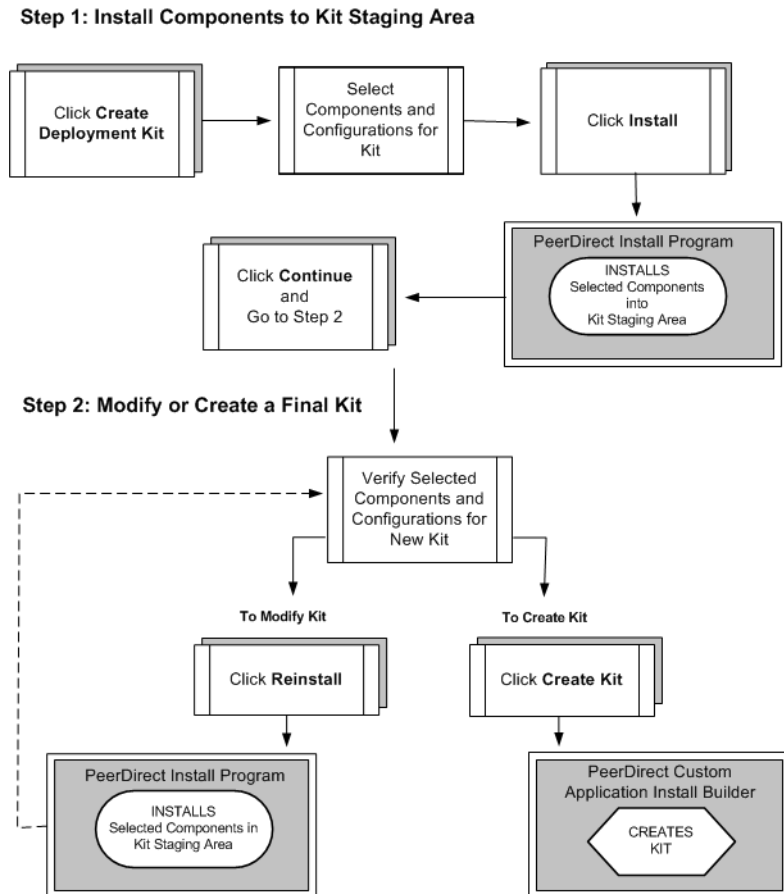 Step 1: Install Components to Kit Staging Area
Click Create
Deployment Kit
Select
Components and
Configurations for
Kit
Click Install
PeerDirect Install Program
INSTALLS
Selected Components
into
Kit Staging Area
Click Continue
and
Go to Step 2
Step 2: Modify or Create a Final Kit
Verify Selected
Components and
Configurations for
New Kit
To Modify Kit
To Create Kit
Click Reinstall
Click Create Kit
PeerDirect Install Program
INSTALLS
Selected Components in
Kit Staging Area
PeerDirect Custom
Application Install Builder
CREATES
KIT